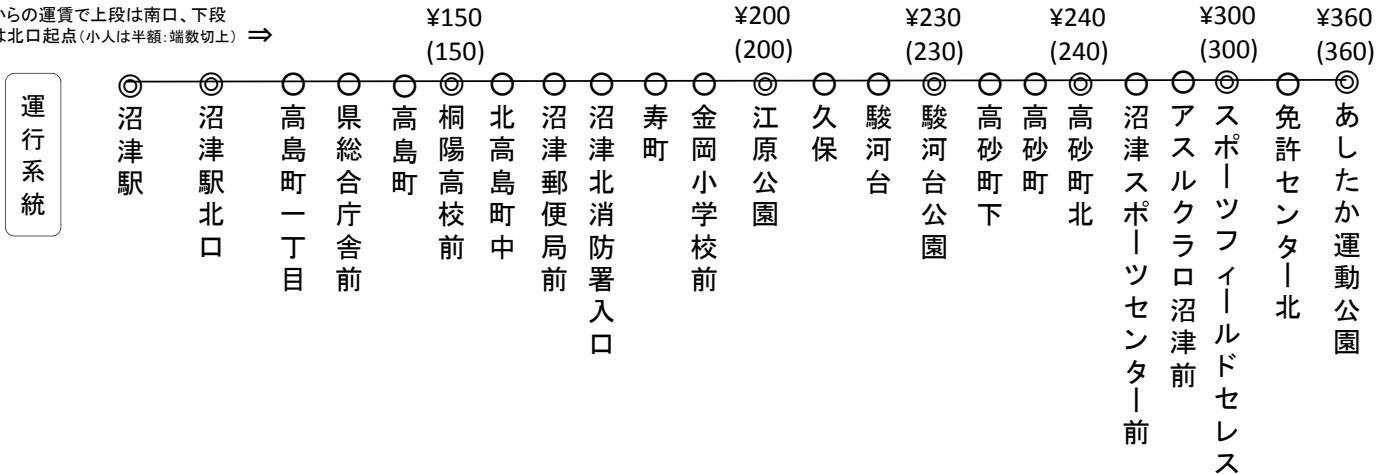 からの運賃で上段は南口、下段
は北口起点(小人は半額:端数切上) ⇒
¥150
(150)
¥200
(200)
¥230
(230)
¥240
(240)
¥300
(300)
¥360
(360)
運行系統
沼津駅
沼津駅北口
高島町一丁目
県総合庁舎前
高島町
桐陽高校前
北高島町中
沼津郵便局前
沼津北消防署入口
寿町
金岡小学校前
江原公園
久保
駿河台
駿河台公園
高砂町下
高砂町
高砂町北
沼津スポーツセンター前
アスルクラロ沼津前
スポーツフィールドセレス
免許センター北
あしたか運動公園